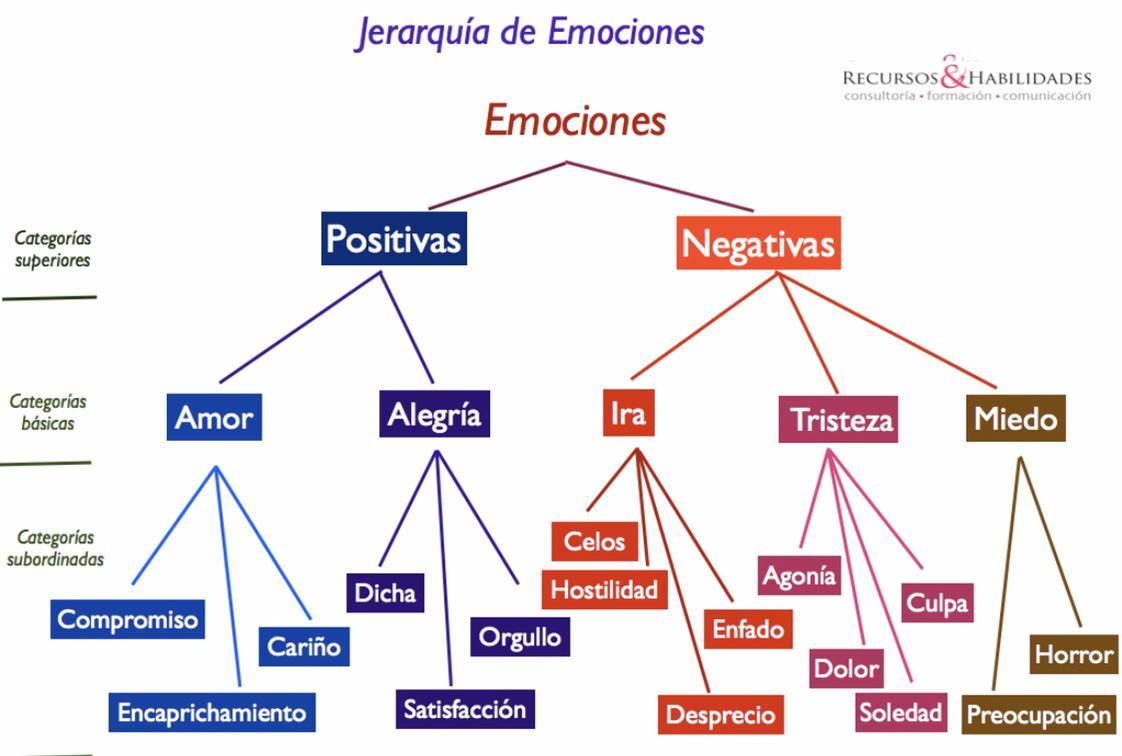 Jerarquía de Emociones
RECURSOS & HABILIDADES
consultoría • formación • comunicación
Emociones
Categorías
superiores
Positivas
Negativas
Categorías
básicas
Amor
Alegría
Ira
Tristeza
Miedo
Categorías
subordinadas
Celos
Hostilidad
Agonía
Dicha
Culpa
Compromiso
Cariño
Orgullo
Enfado
Dolor
Horror
Encaprichamiento
Satisfacción
Desprecio
Soledad
Preocupación